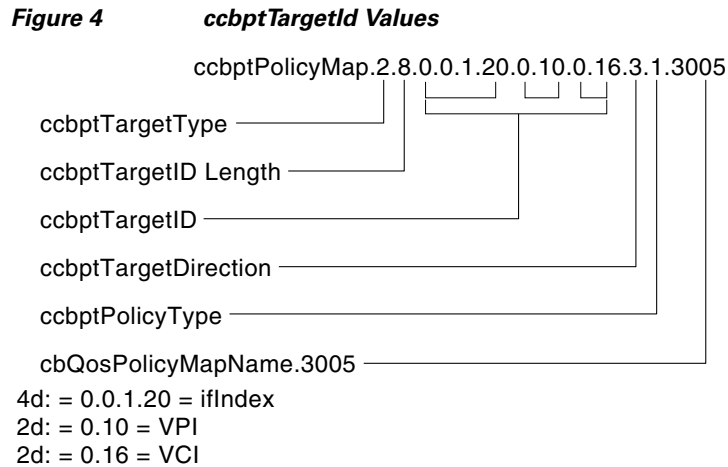 Figure 4 ccbptTargetId Values
ccbptPolicyMap.2.8.0.0.1.20.0.10.0.16.3.1.3005
ccbptTargetType
ccbptTargetID Length
ccbptTargetID
ccbptTargetDirection
ccbptPolicyType
cbQosPolicyMapName.3005
4d: = 0.0.1.20 = ifIndex
2d: = 0.10 = VPI
2d: = 0.16 = VCI